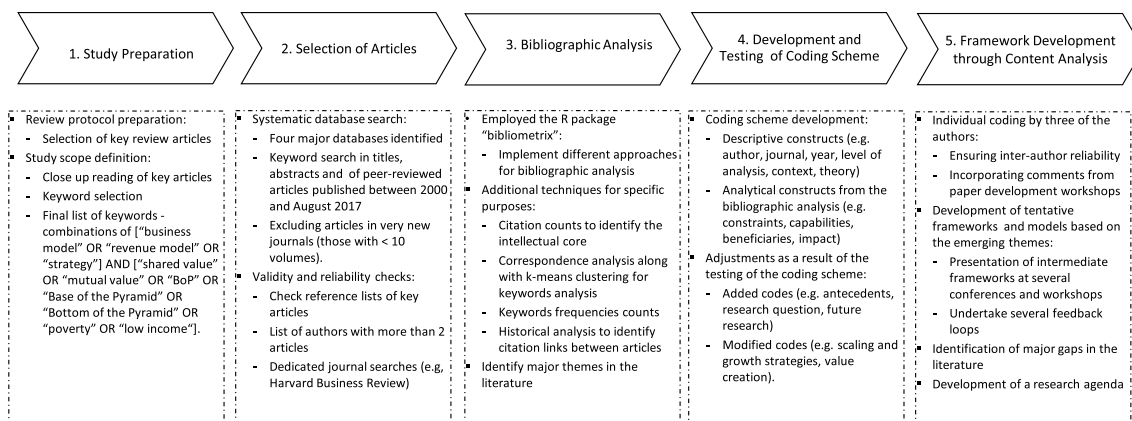 1. Study Preparation
2. Selection of Articles
3. Bibliographic Analysis
4. Development and
Testing of Coding Scheme
5. Framework Development
through Content Analysis
▪ Review protocol preparation:
- Selection of key review articles
▪ Study scope definition:
- Close up reading of key articles
- Keyword selection
- Final list of keywords -
combinations of [“business
model” OR “revenue model” OR
“strategy”] AND [“shared value”
OR “mutual value” OR “BoP” OR
“Base of the Pyramid” OR
“Bottom of the Pyramid” OR
“poverty” OR “low income“].
▪ Systematic database search:
- Four major databases identified
- Keyword search in titles,
abstracts and of peer-reviewed
articles published between 2000
and August 2017
- Excluding articles in very new
journals (those with < 10
volumes).
▪ Validity and reliability checks:
- Check reference lists of key
articles
- List of authors with more than 2
articles
- Dedicated journal searches (e.g,
Harvard Business Review)
▪ Employed the R package
“bibliometrix”:
- Implement different approaches
for bibliographic analysis
▪ Additional techniques for specific
purposes:
- Citation counts to identify the
intellectual core
- Correspondence analysis along
with k-means clustering for
keywords analysis
- Keywords frequencies counts
- Historical analysis to identify
citation links between articles
▪ Identify major themes in the
literature
▪ Coding scheme development:
- Descriptive constructs (e.g.
author, journal, year, level of
analysis, context, theory)
- Analytical constructs from the
bibliographic analysis (e.g.
constraints, capabilities,
beneficiaries, impact)
▪ Adjustments as a result of the
testing of the coding scheme:
- Added codes (e.g. antecedents,
research question, future
research)
- Modified codes (e.g. scaling and
growth strategies, value
creation).
▪ Individual coding by three of the
authors:
- Ensuring inter-author reliability
- Incorporating comments from
paper development workshops
▪ Development of tentative
frameworks and models based on
the emerging themes:
- Presentation of intermediate
frameworks at several
conferences and workshops
- Undertake several feedback
loops
▪ Identification of major gaps in the
literature
▪ Development of a research agenda